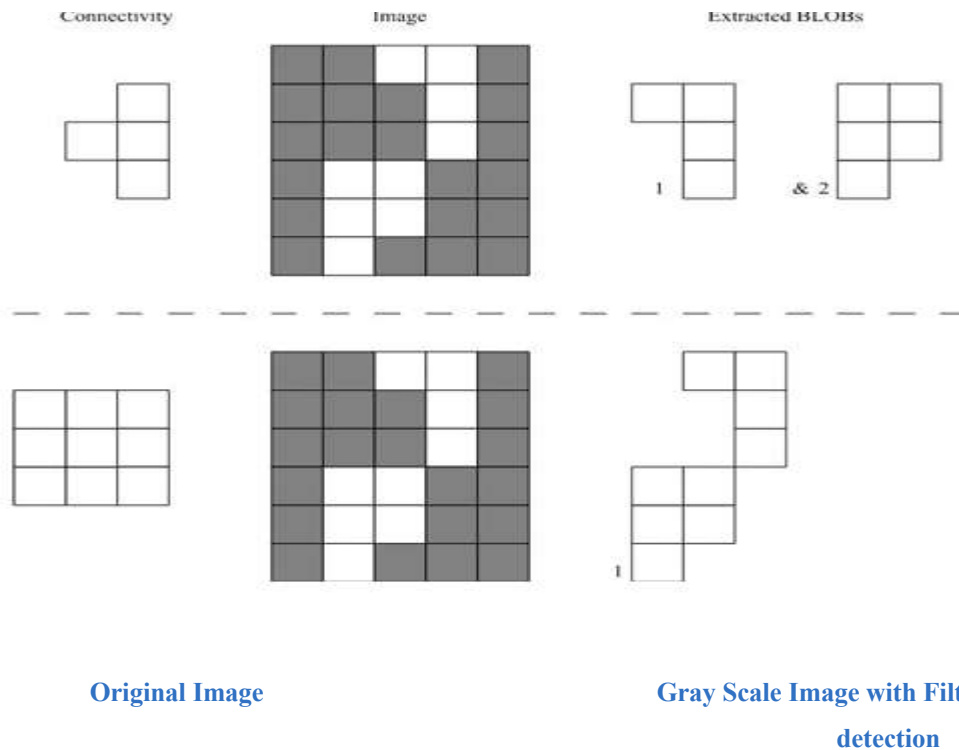 Connectivity Image Extracted BLOBs
1 & 2
1
Original Image Gray Scale Image with Filt
detection